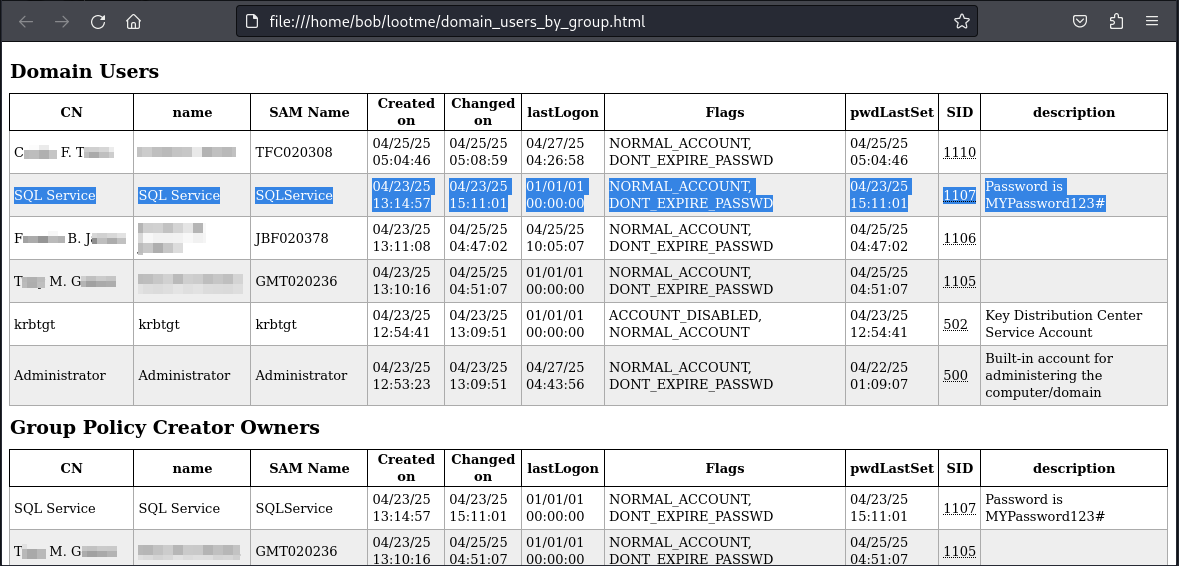 file:///home/bob/lootme/domain_users_by_group.html
Domain Users
CN name SAM Name Created on Changed on lastLogon Flags pwdLastSet SID description
C F. T TFC020308 04/25/25 05:04:46 04/25/25 05:08:59 04/27/25 04:26:58 NORMAL_ACCOUNT, DONT_EXPIRE_PASSWD 04/25/25 05:04:46 1110
SQL Service SQL Service SQLService 04/23/25 13:14:57 04/23/25 15:11:01 01/01/01 00:00:00 NORMAL_ACCOUNT, DONT_EXPIRE_PASSWD 04/23/25 15:11:01 1107 Password is MYPassword123#
F B. J JBF020378 04/23/25 13:11:08 04/25/25 04:47:02 04/25/25 10:05:07 NORMAL_ACCOUNT, DONT_EXPIRE_PASSWD 04/25/25 04:47:02 1106
T M. G GMT020236 04/23/25 13:10:16 04/25/25 04:51:07 01/01/01 00:00:00 NORMAL_ACCOUNT, DONT_EXPIRE_PASSWD 04/25/25 04:51:07 1105
krbtgt krbtgt krbtgt 04/23/25 12:54:41 04/23/25 13:09:51 01/01/01 00:00:00 ACCOUNT_DISABLED, NORMAL_ACCOUNT 04/23/25 12:54:41 502 Key Distribution Center Service Account
Administrator Administrator Administrator 04/23/25 12:53:23 04/23/25 13:09:51 04/27/25 04:43:56 NORMAL_ACCOUNT, DONT_EXPIRE_PASSWD 04/22/25 01:09:07 500 Built-in account for administering the computer/domain
Group Policy Creator Owners
CN name SAM Name Created on Changed on lastLogon Flags pwdLastSet SID description
SQL Service SQL Service SQLService 04/23/25 13:14:57 04/23/25 15:11:01 01/01/01 00:00:00 NORMAL_ACCOUNT, DONT_EXPIRE_PASSWD 04/23/25 15:11:01 1107 Password is MYPassword123#
T M. G GMT020236 04/23/25 13:10:16 04/25/25 04:51:07 01/01/01 00:00:00 NORMAL_ACCOUNT, DONT_EXPIRE_PASSWD 04/25/25 04:51:07 1105